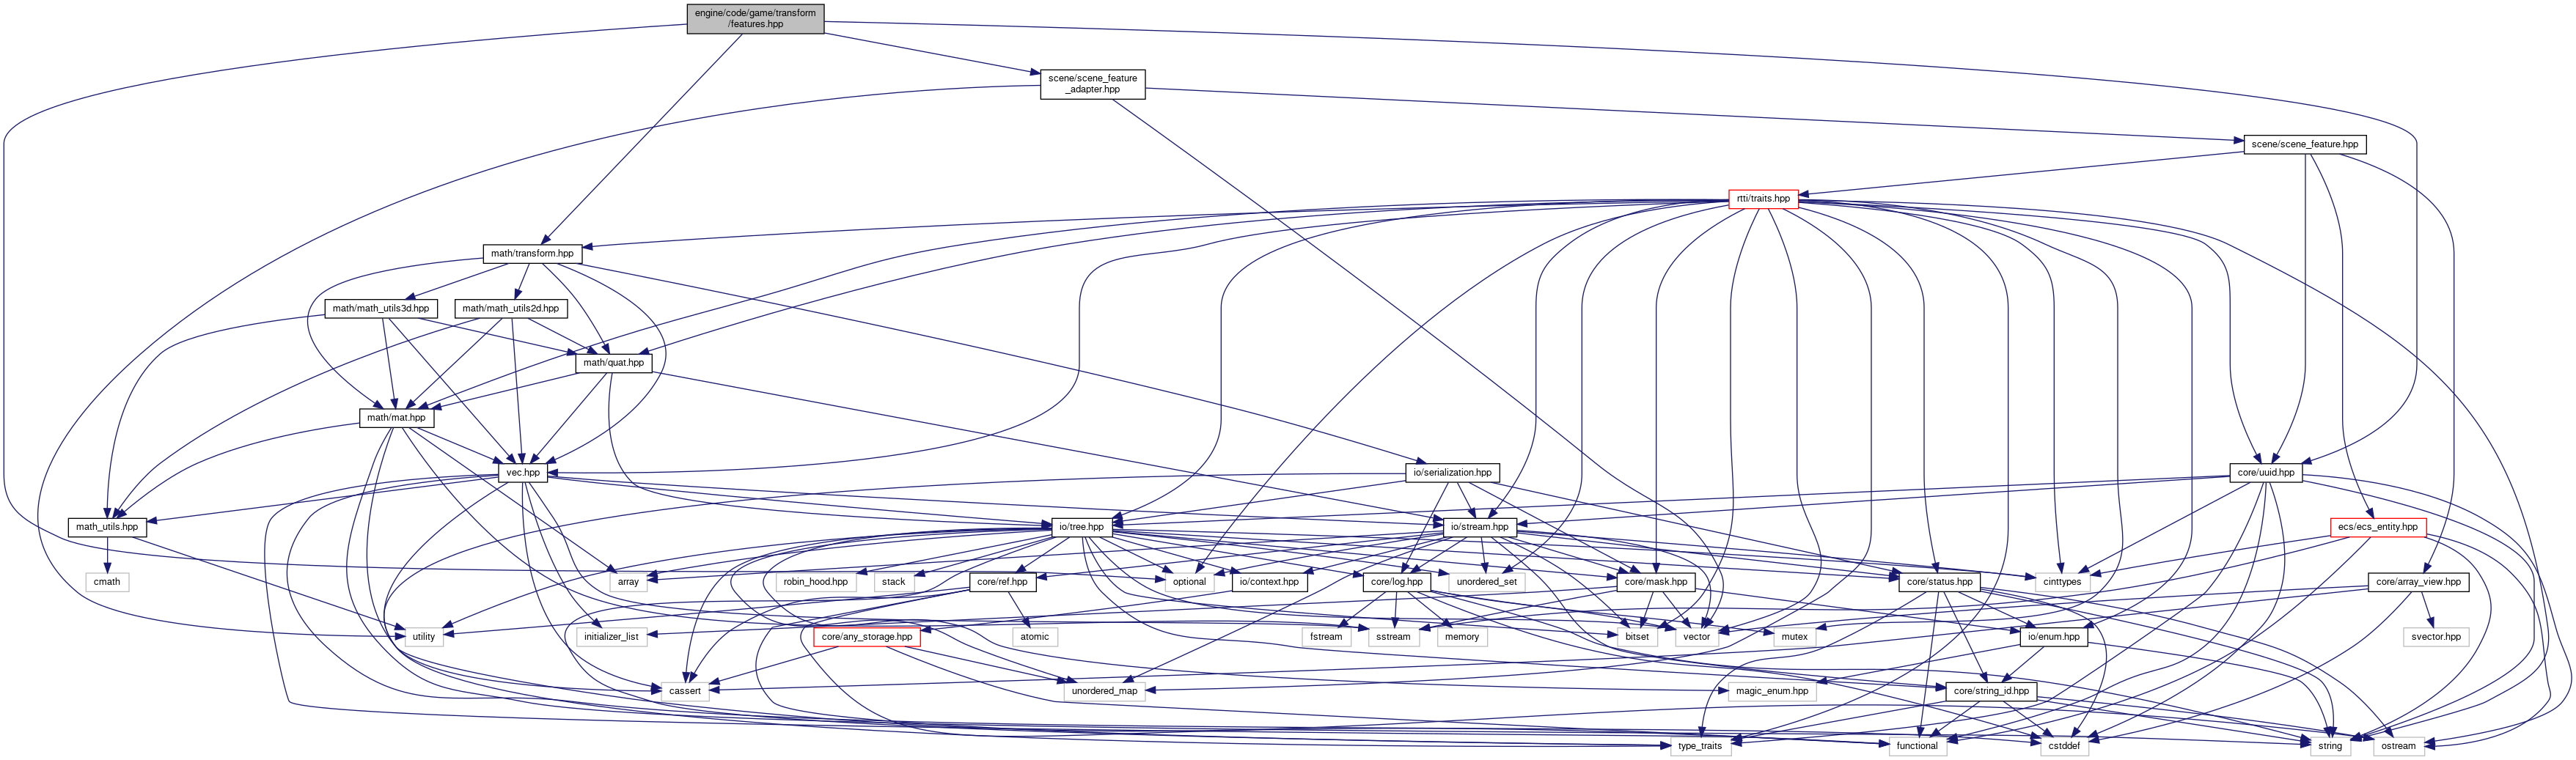 engine/code/game/transform
/features.hpp
scene/scene_feature
_adapter.hpp
scene/scene_feature.hpp
rtti/traits.hpp
math/transform.hpp
math/math_utils3d.hpp
math/math_utils2d.hpp
math/quat.hpp
math/mat.hpp
vec.hpp
io/serialization.hpp
core/uuid.hpp
math_utils.hpp
io/tree.hpp
io/stream.hpp
ecs/ecs_entity.hpp
cmath
array
robin_hood.hpp
stack
core/ref.hpp
optional
io/context.hpp
core/log.hpp
unordered_set
core/mask.hpp
core/status.hpp
cinttypes
core/array_view.hpp
utility
initializer_list
core/any_storage.hpp
atomic
fstream
sstream
memory
bitset
vector
mutex
io/enum.hpp
svector.hpp
cassert
unordered_map
magic_enum.hpp
core/string_id.hpp
type_traits
functional
cstddef
string
ostream